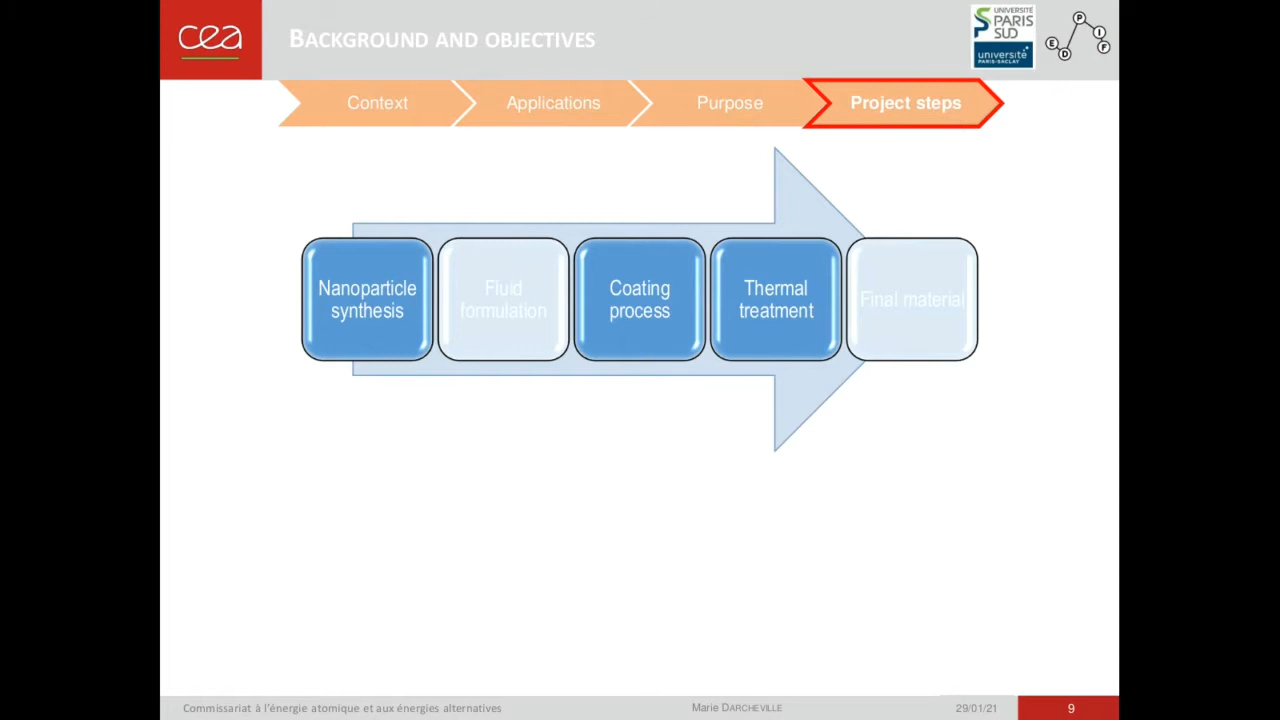 cea
BACKGROUND AND OBJECTIVES
UNIVERSITÉ
PARIS
SUD
université
PARIS-SACLAY
P
I
E
D
F
Context
Applications
Purpose
Project steps
Nanoparticle
synthesis
Fluid
formulation
Coating
process
Thermal
treatment
Final material
Commissariat à l'énergie atomique et aux énergies alternatives
Marie DARCHEVILLE
29/01/21
9